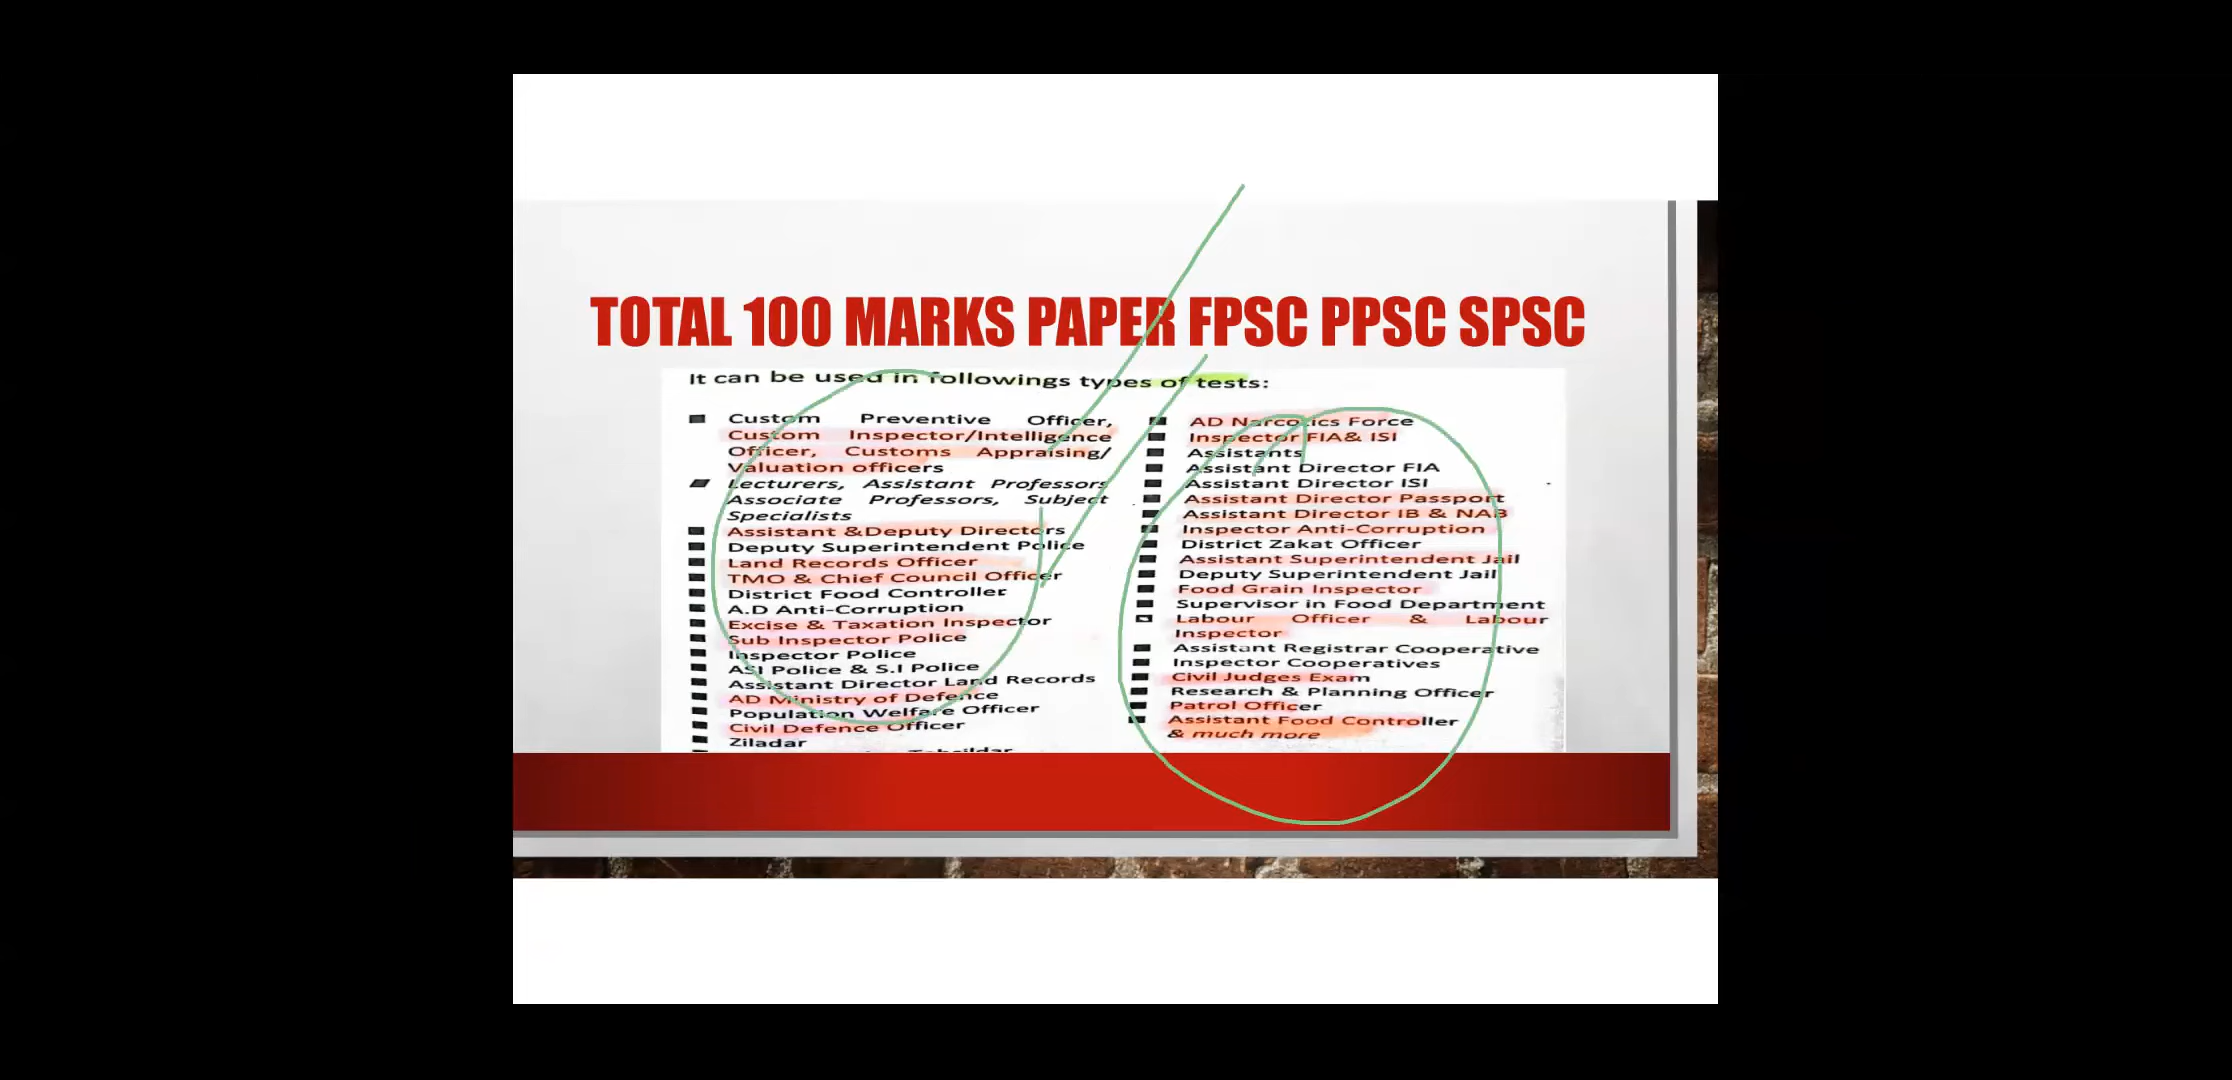 TOTAL 100 MARKS PAPER FPSC PPSC SPSC
It can be used in followings types of tests:
Custom Preventive Officer,
Custom Inspector/Intelligence
Officer, Customs Appraising/
Valuation officers
Lecturers, Assistant Professors
Associate Professors, Subject
Specialists
Assistant &Deputy Directors
Deputy Superintendent Police
Land Records Officer
TMO & Chief Council Officer
District Food Controller
A.D Anti-Corruption
Excise & Taxation Inspector
Sub Inspector Police
Inspector Police
ASI Police & S.I Police
Assistant Director Land Records
AD Ministry of Defence
Population Welfare Officer
Civil Defence Officer
Ziladar
AD Narcotics Force
Inspector FIA& ISI
Assistants
Assistant Director FIA
Assistant Director ISI
Assistant Director Passport
Assistant Director IB & NAB
Inspector Anti-Corruption
District Zakat Officer
Assistant Superintendent Jail
Deputy Superintendent Jail
Food Grain Inspector
Supervisor in Food Department
Labour Officer & Labour
Inspector
Assistant Registrar Cooperative
Inspector Cooperatives
Civil Judges Exam
Research & Planning Officer
Patrol Officer
Assistant Food Controller
& much more